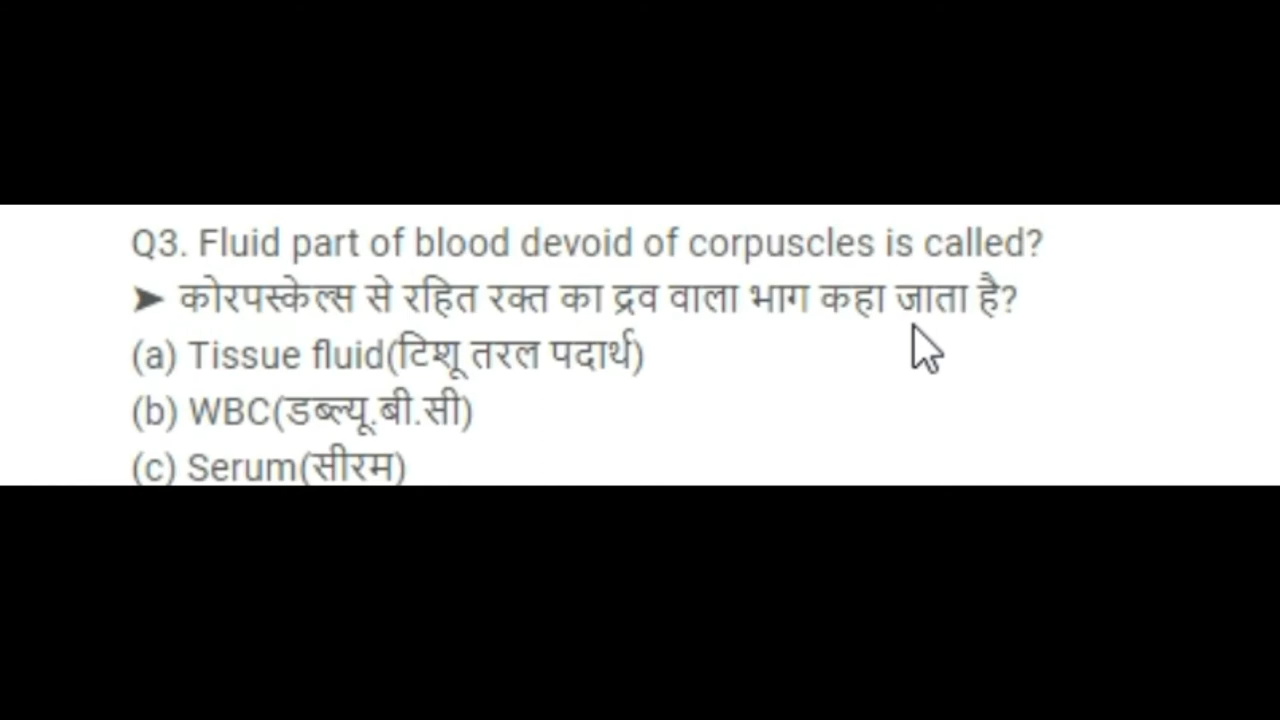 Q3. Fluid part of blood devoid of corpuscles is called?
➤ कोरपस्केल्स से रहित रक्त का द्रव वाला भाग कहा जाता है?
(a) Tissue fluid(टिशू तरल पदार्थ)
(b) WBC(डब्ल्यू.बी.सी)
(c) Serum(सीरम)